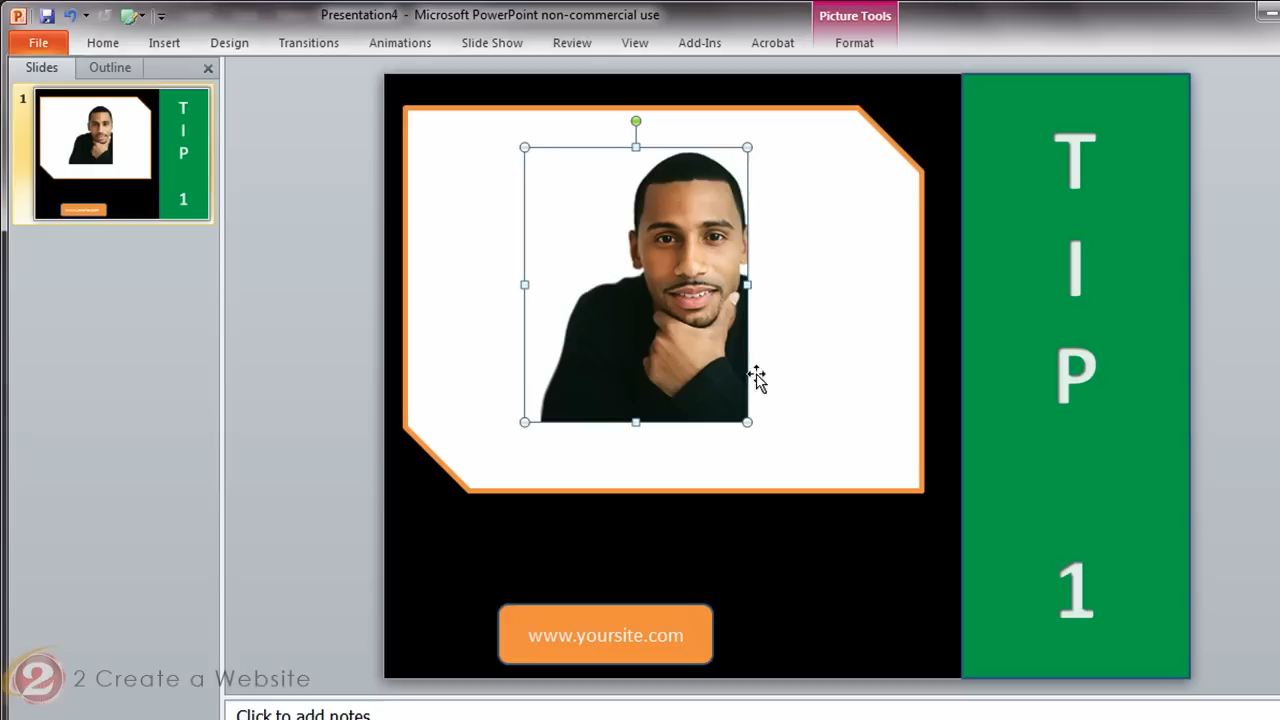 Presentation4 - Microsoft PowerPoint non-commercial use
Picture Tools
File Home Insert Design Transitions Animations Slide Show Review View Add-Ins Acrobat Format
Slides Outline
1
T
I
P
1
T
I
P
1
www.yoursite.com
2 2 Create a Website
Click to add notes